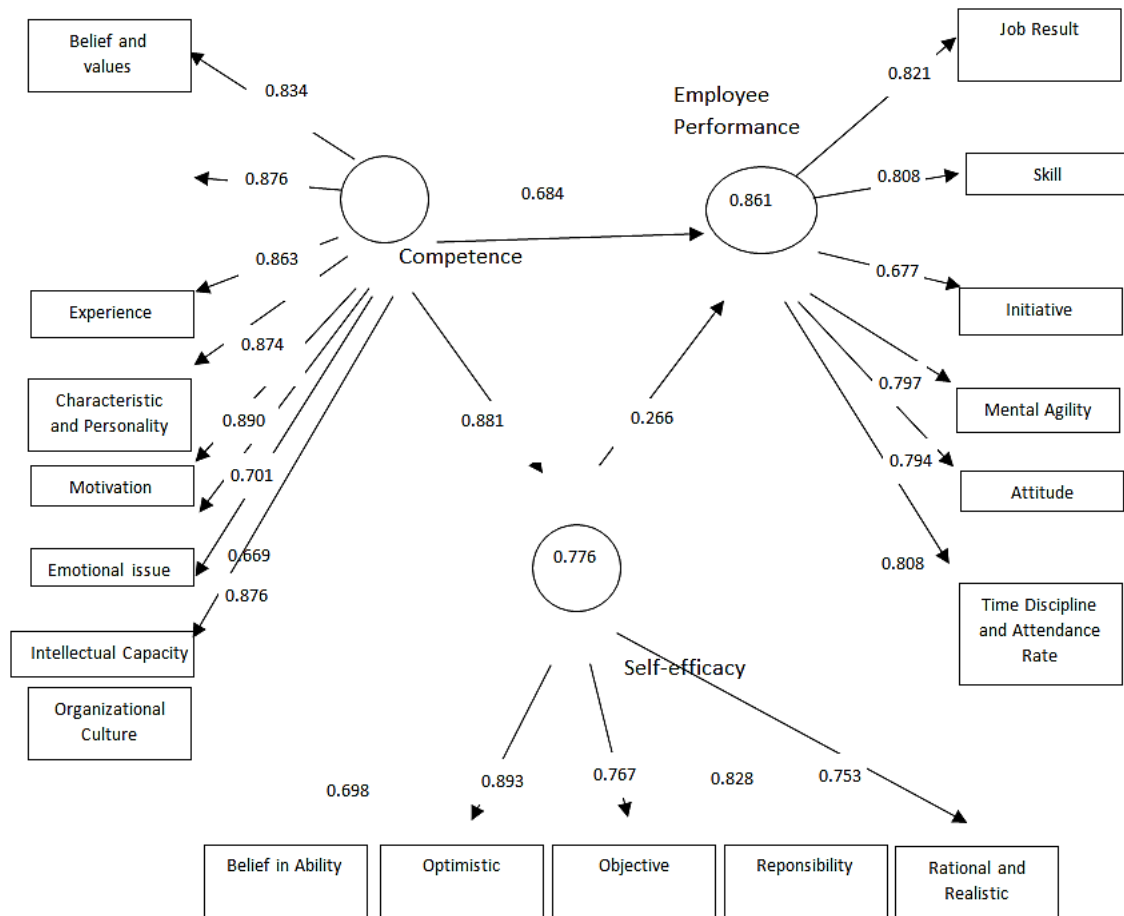 Belief and
values
0.834
0.876
0.863
Experience
0.874
Characteristic
and Personality
0.890
Motivation
0.701
Emotional issue
0.669
0.876
Intellectual Capacity
Organizational
Culture
Competence
0.684
0.881
0.266
Employee
Performance
0.861
Job Result
0.821
Skill
0.808
0.677
Initiative
0.797
Mental Agility
0.794
Attitude
0.808
Time Discipline
and Attendance
Rate
0.776
Self-efficacy
0.698
0.893
0.767
0.828
0.753
Belief in Ability
Optimistic
Objective
Reponsibility
Rational and
Realistic